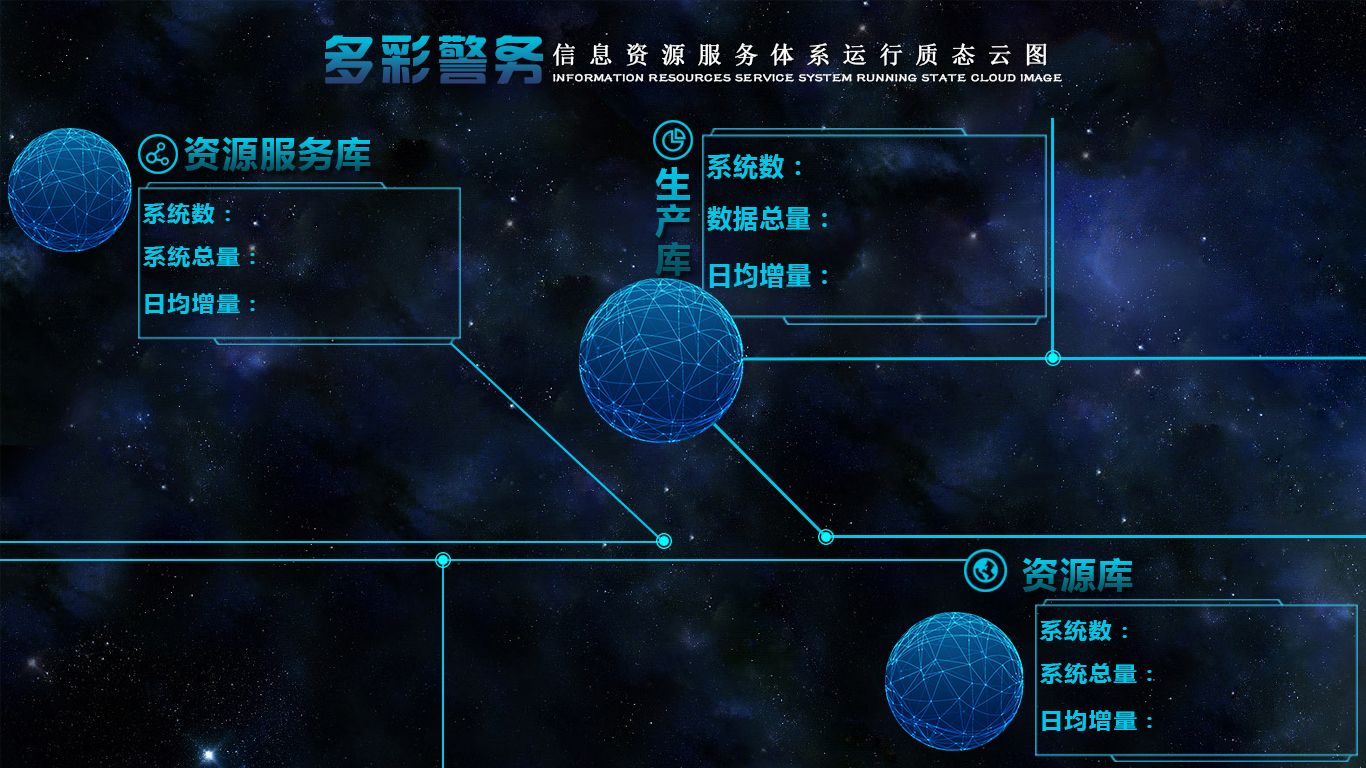 多彩警务 信息资源服务体系运行质态云图
INFORMATION RESOURCES SERVICE SYSTEM RUNNING STATE CLOUD IMAGE
资源服务库
系统数：
系统总量：
日均增量：
生产库
系统数：
数据总量：
日均增量：
资源库
系统数：
系统总量：
日均增量：